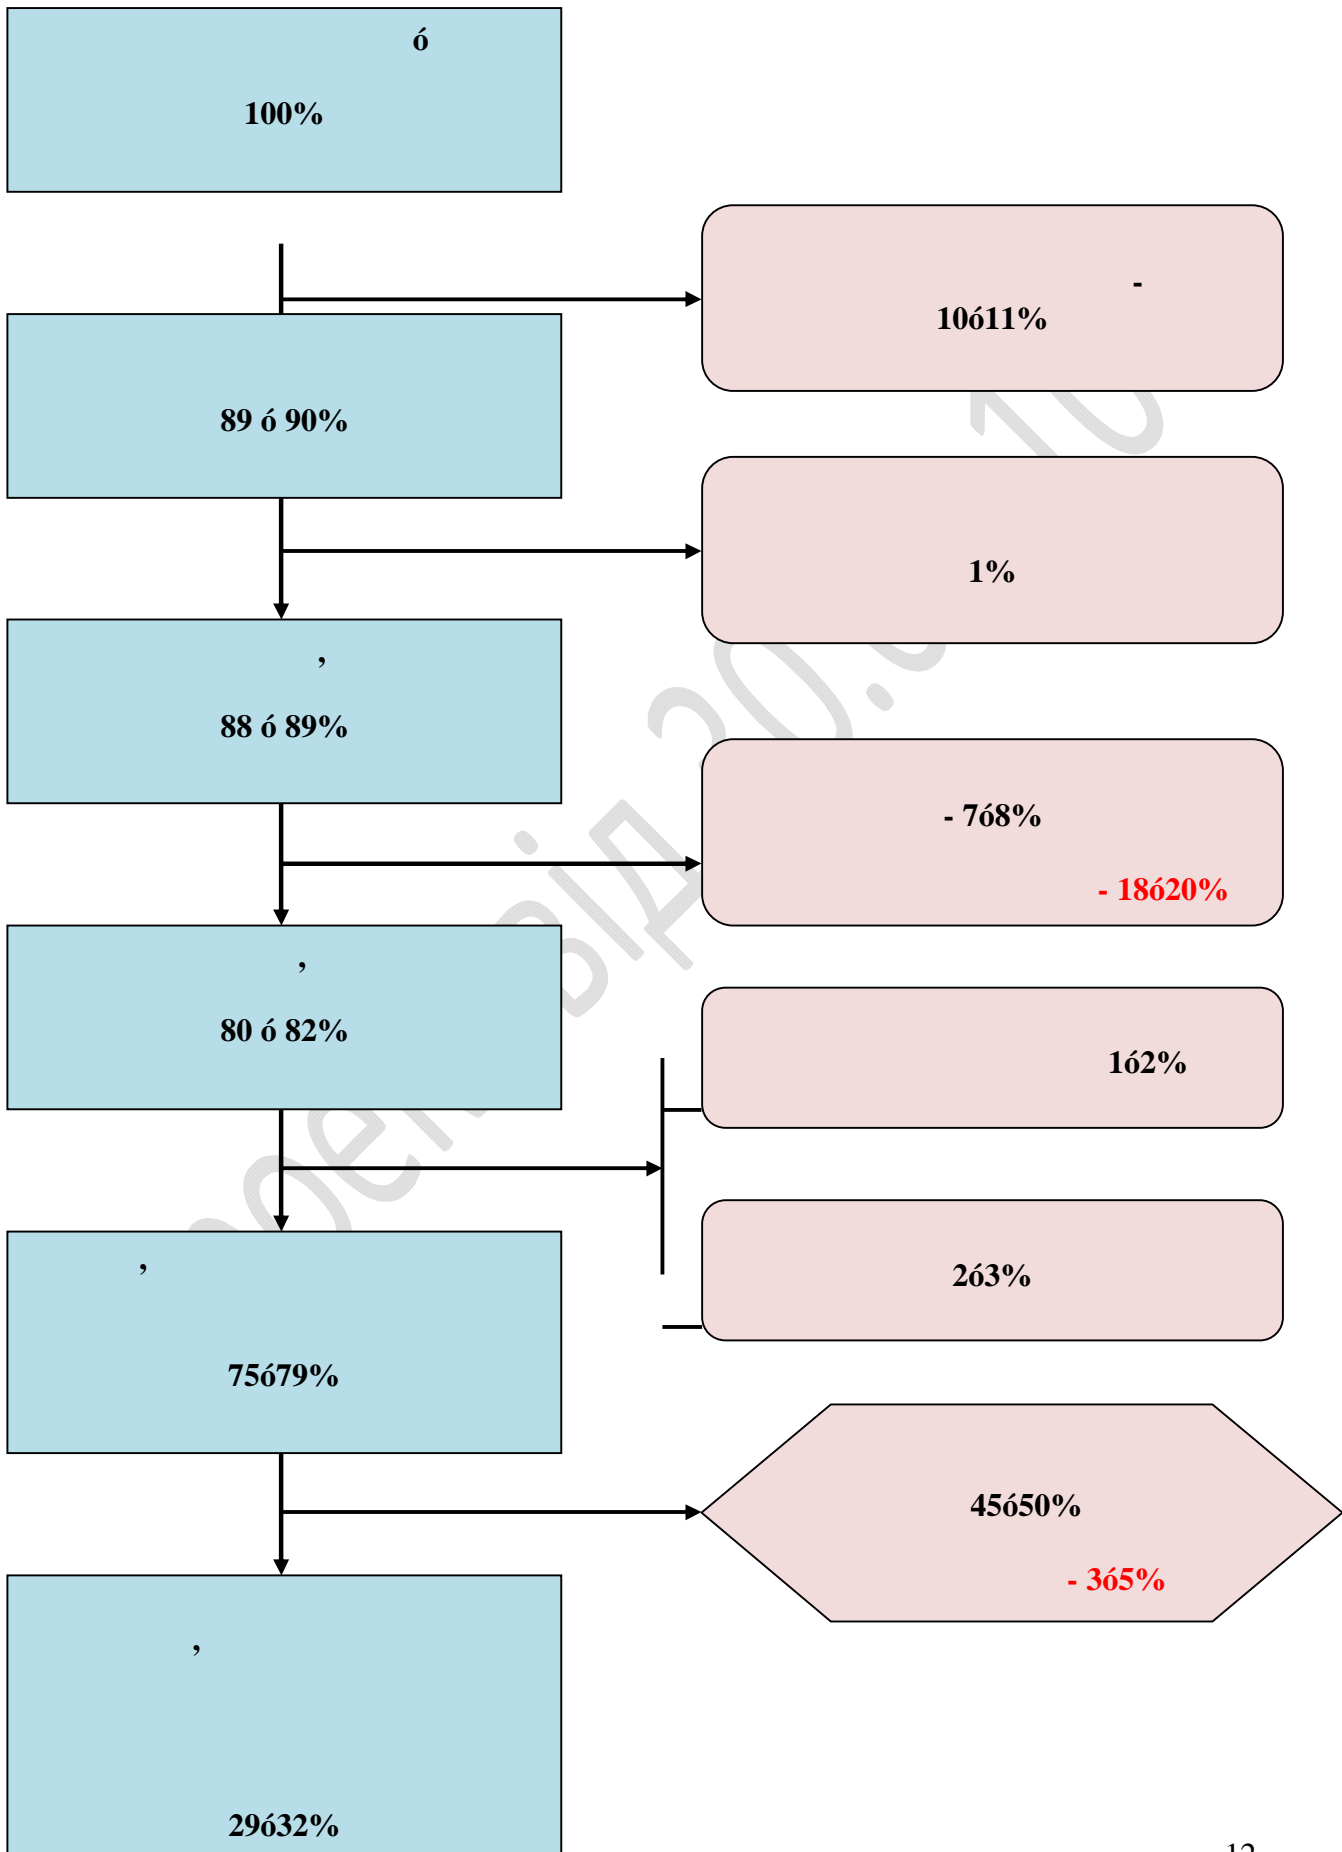 ó
100%
-
10ó11%
89 ó 90%
1%
,
88 ó 89%
- 7ó8%
- 18ó20%
,
80 ó 82%
1ó2%
2ó3%
,
75ó79%
45ó50%
- 3ó5%
,
29ó32%